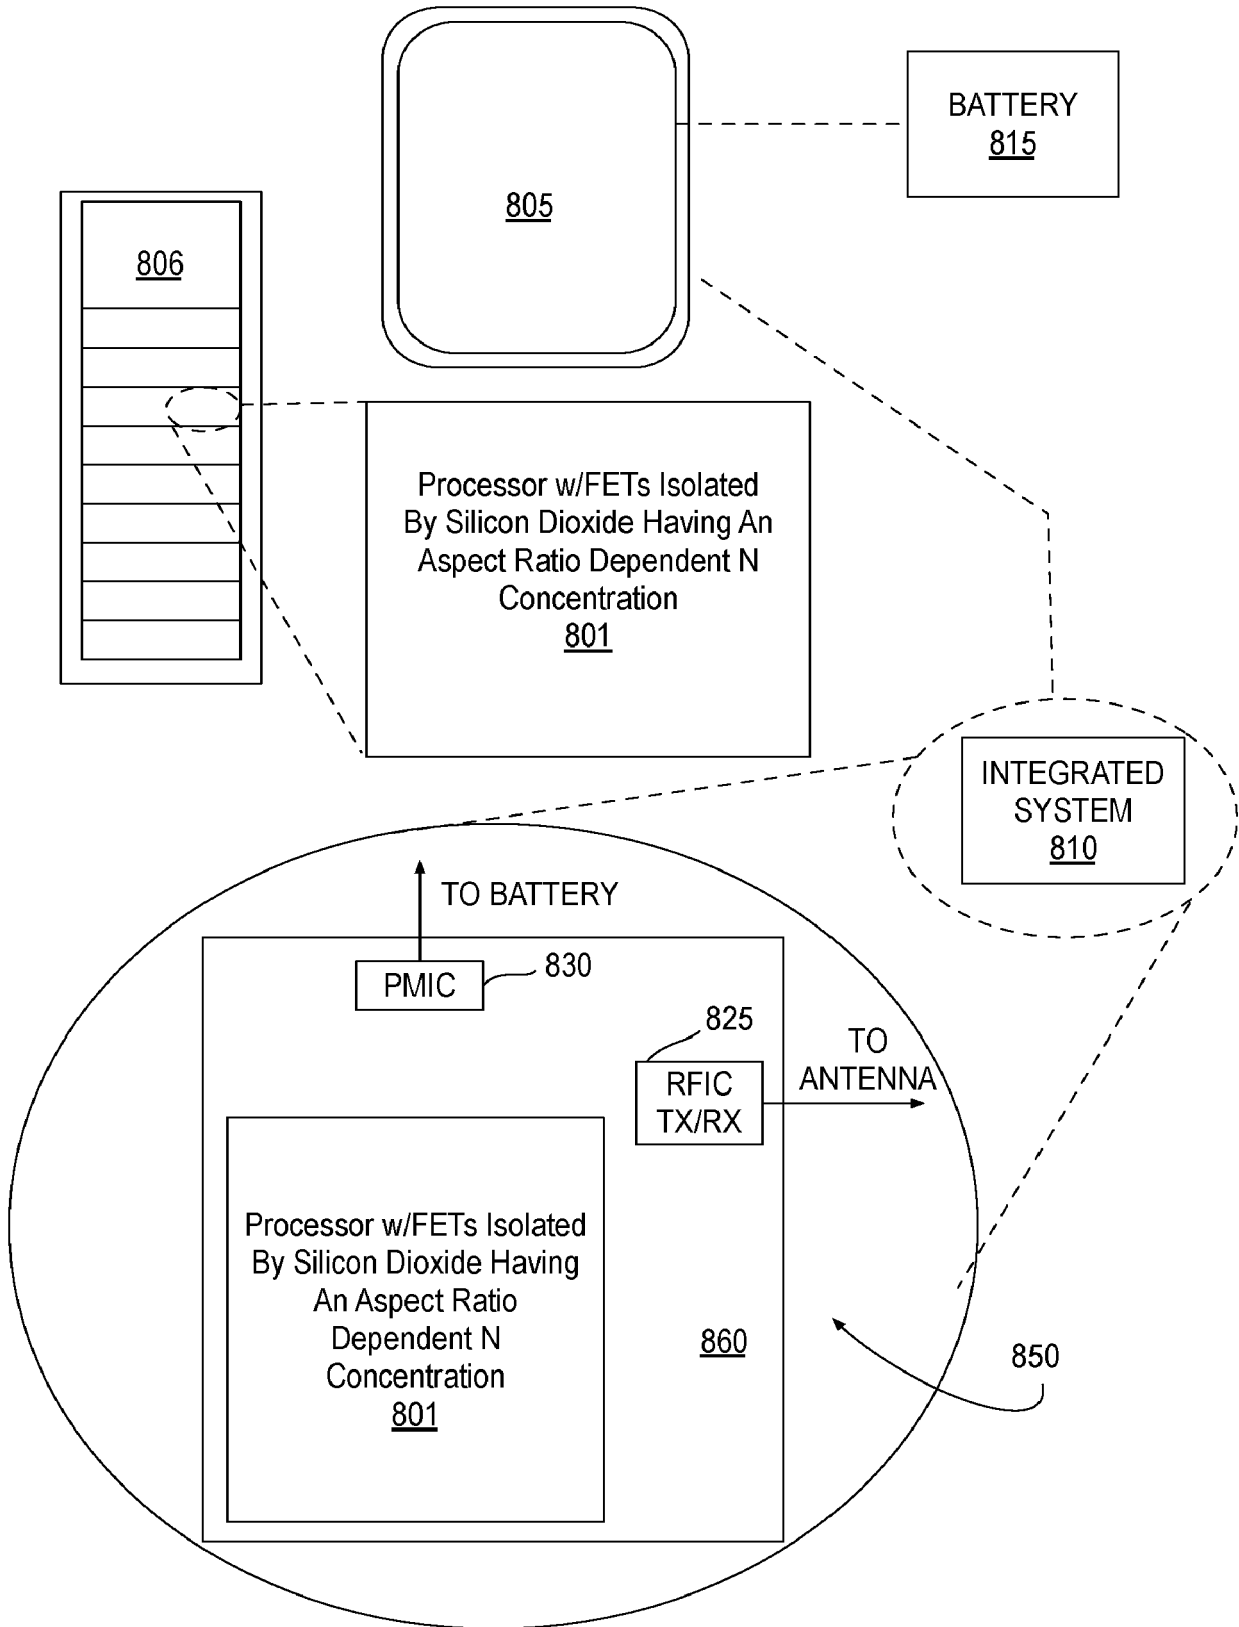 BATTERY
815
805
806
Processor w/FETs Isolated
By Silicon Dioxide Having An
Aspect Ratio Dependent N
Concentration
801
INTEGRATED
SYSTEM
810
TO BATTERY
PMIC
830
825
RFIC
TX/RX
TO
ANTENNA
Processor w/FETs Isolated
By Silicon Dioxide Having
An Aspect Ratio
Dependent N
Concentration
801
860
850